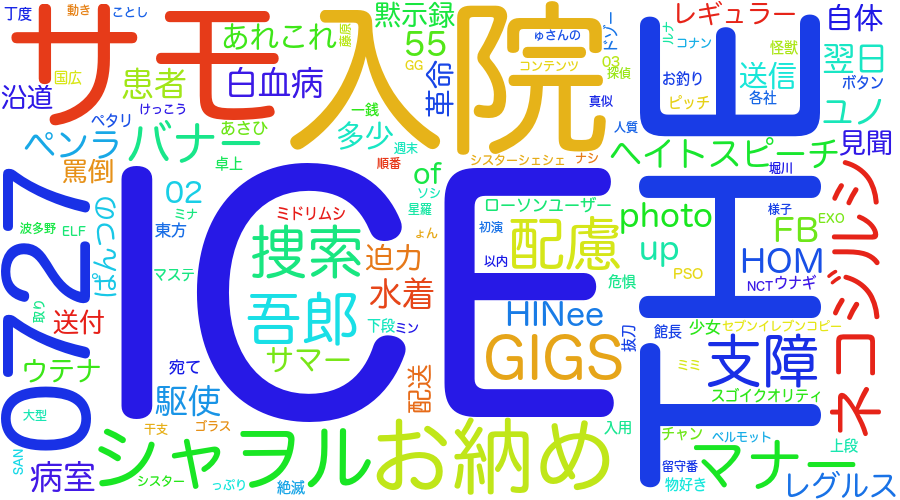 丁度
動き
ことし
サモ
あれこれ
藤原
黙示録
55
GG
入院
ドゾー
ゅさんの
コンテンツ
03
探偵
レギュラー
ルナ
コナン
怪獣
自体
翌日
ボタン
国広
患者
白血病
革命
お釣り
送信
各社
沿道
けっこう
真似
ピッチ
ユノ
ペタリ
一銭
ペンラ
バナー
あさひ
多少
週末
人質
見聞
卓上
順番
シスターシェシェ
ナシ
ヘイトスピーチ
堀川
罵倒
of
ソシ
02
ミナ
ミドリムシ
星羅
ローソンユーザー
photo
様子
FB
EXO
ぱんつの
波多野
ELF
東方
捜索
ょん
初演
配慮
up
HOM
ネコジルシ
マステ
迫力
以内
危惧
PSO
NCT
ウナギ
0727
ICE
エ
水着
取り
送付
吾郎
下段
ミン
HINee
抜刀
館長
少女
セブンイレブンコピー
サマー
GIGS
支障
ミミ
ウテナ
宛て
駆使
配送
スゴイクオリティ
大型
干支
ゴラス
シャヲル
お納め
入用
チャン
ベルモット
上段
SAN
病室
シスター
っぷり
絶滅
留守番
マナー
物好き
レグルス